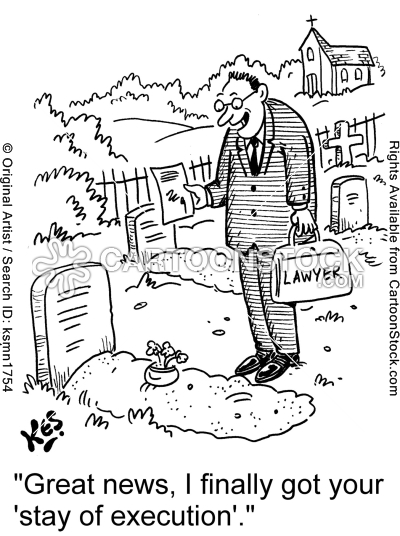 © Original Artist / Search ID: ksmn1754
Rights Available from CartoonStock.com
CARTOONSTOCK
.COM
LAWYER
Kes!
"Great news, I finally got your
'stay of execution'."